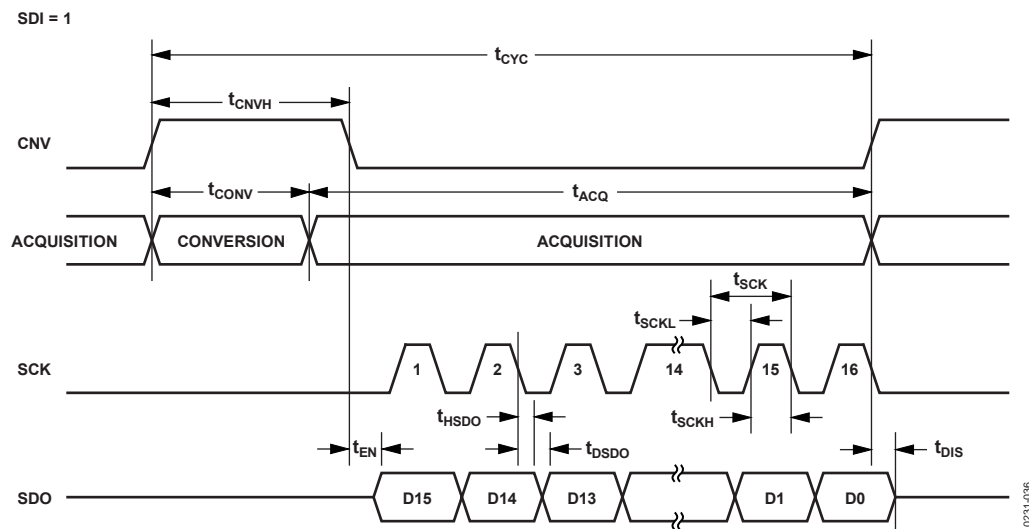 SDI = 1
tCYC
tCNVH
CNV
tCONV
tACQ
ACQUISITION
CONVERSION
ACQUISITION
tSCK
tSCKL
SCK
1
2
3
14
15
16
tHSDO
tSCKH
tEN
tDSDO
tDIS
SDO
D15
D14
D13
D1
D0